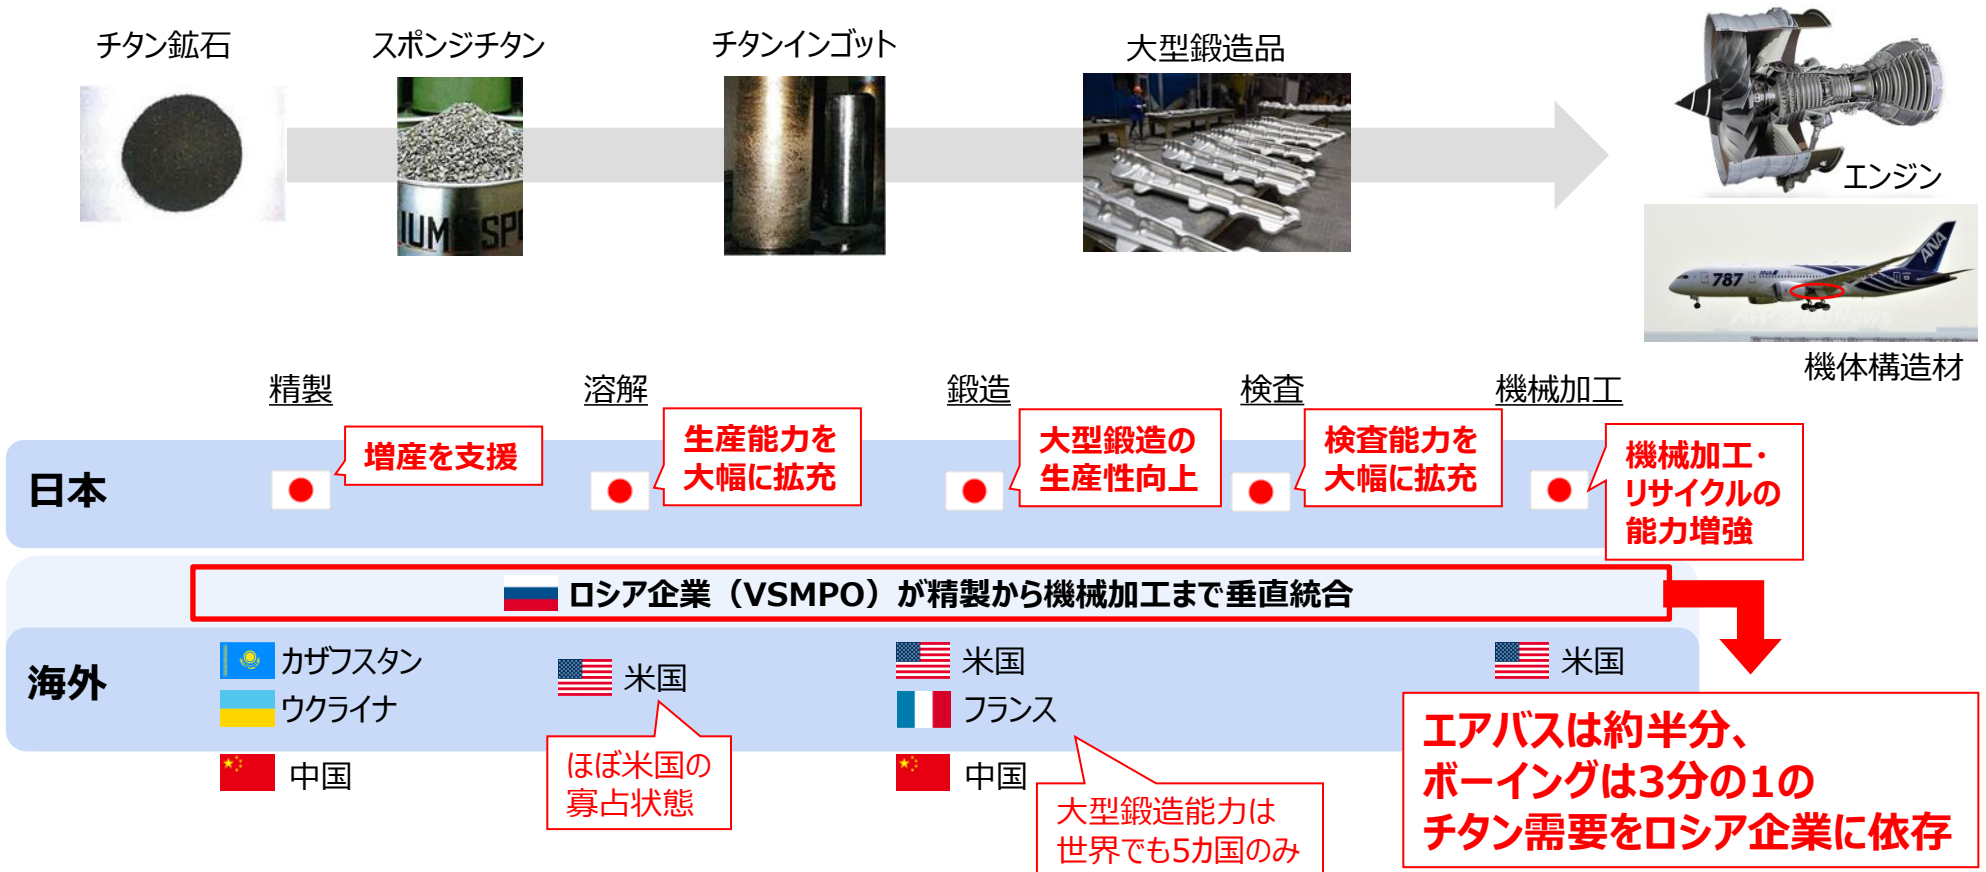 チタン鉱石
スポンジチタン
チタンインゴット
大型鍛造品
IUM SP
エンジン
787
ANA
ANA
機体構造材
精製
溶解
鍛造
検査
機械加工
日本
増産を支援
生産能力を
大幅に拡充
大型鍛造の
生産性向上
検査能力を
大幅に拡充
機械加工・
リサイクルの
能力増強
ロシア企業（VSMPO）が精製から機械加工まで垂直統合
海外
カザフスタン
ウクライナ
中国
米国
ほぼ米国の
寡占状態
米国
フランス
中国
大型鍛造能力は
世界でも5カ国のみ
米国
エアバスは約半分、
ボーイングは3分の1の
チタン需要をロシア企業に依存